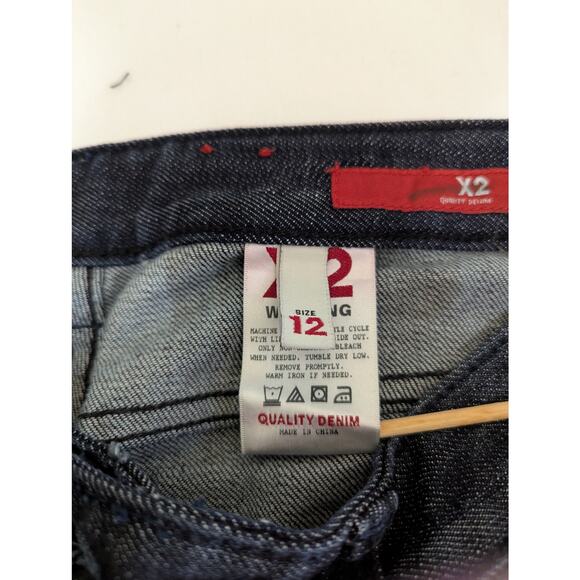 X2
QUALITY DENIM
X2
SIZE
12
MACHINE CYCLE
WITH OUT.
ONLY BLEACH
WHEN NEEDED. TUMBLE DRY LOW.
REMOVE PROMPTLY.
WARM IRON IF NEEDED.
QUALITY DENIM
MADE IN CHINA